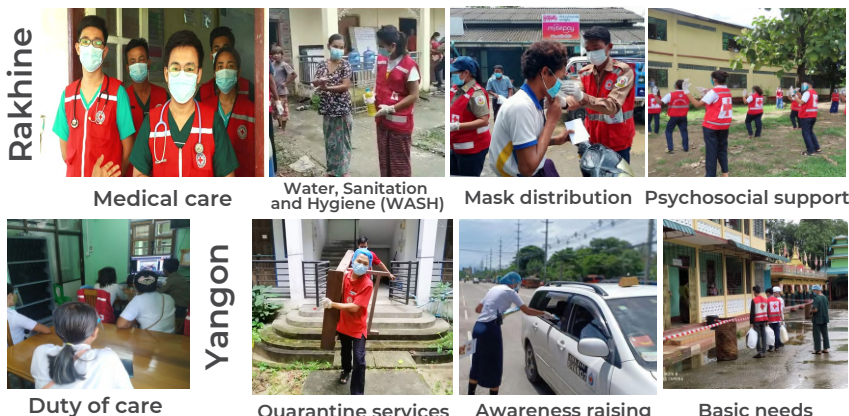 Rakhine
Medical care
Water, Sanitation
and Hygiene (WASH)
Mask distribution
Psychosocial support
Yangon
Duty of care
Quarantine services
Awareness raising
Basic needs